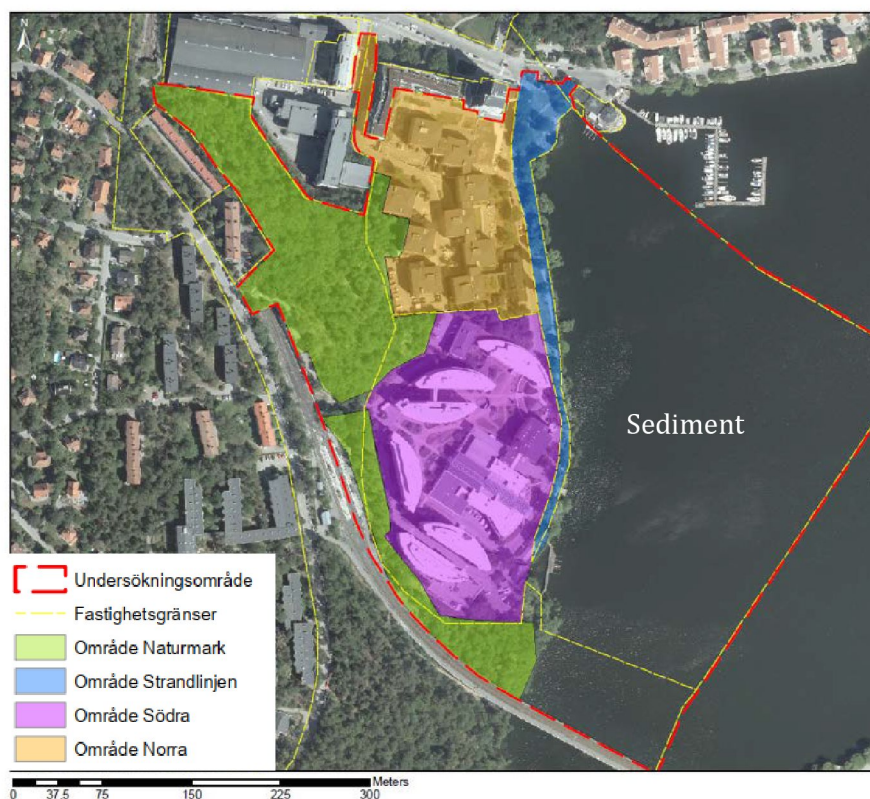 N
Sediment
Undersökningsområde
Fastighetsgränser
Område Naturmark
Område Strandlinjen
Område Södra
Område Norra
Meters
0 37.5 75 150 225 300